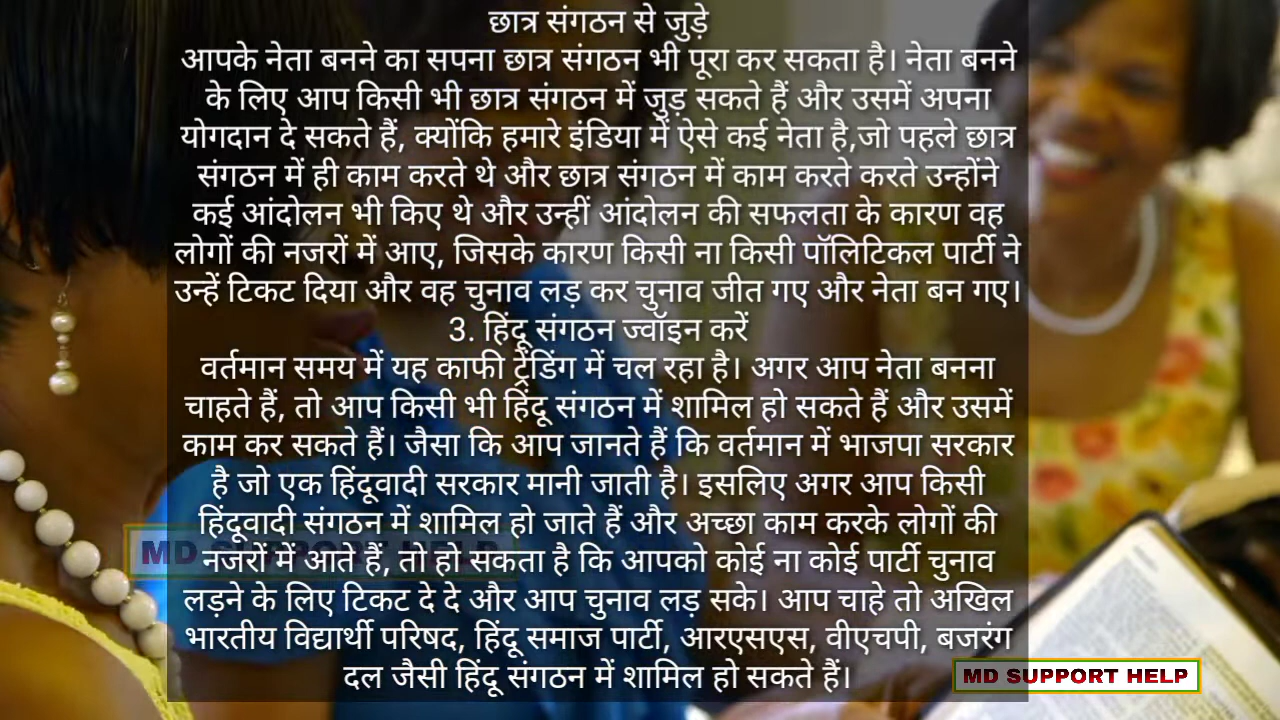 छात्र संगठन से जुड़े
आपके नेता बनने का सपना छात्र संगठन भी पूरा कर सकता है। नेता बनने
के लिए आप किसी भी छात्र संगठन में जुड़ सकते हैं और उसमें अपना
योगदान दे सकते हैं, क्योंकि हमारे इंडिया में ऐसे कई नेता है,जो पहले छात्र
संगठन में ही काम करते थे और छात्र संगठन में काम करते करते उन्होंने
कई आंदोलन भी किए थे और उन्हीं आंदोलन की सफलता के कारण वह
लोगों की नजरों में आए, जिसके कारण किसी ना किसी पॉलिटिकल पार्टी ने
उन्हें टिकट दिया और वह चुनाव लड़ कर चुनाव जीत गए और नेता बन गए।
3. हिंदू संगठन ज्वॉइन करें
वर्तमान समय में यह काफी ट्रेंडिंग में चल रहा है। अगर आप नेता बनना
चाहते हैं, तो आप किसी भी हिंदू संगठन में शामिल हो सकते हैं और उसमें
काम कर सकते हैं। जैसा कि आप जानते हैं कि वर्तमान में भाजपा सरकार
है जो एक हिंदूवादी सरकार मानी जाती है। इसलिए अगर आप किसी
हिंदूवादी संगठन में शामिल हो जाते हैं और अच्छा काम करके लोगों की
नजरों में आते हैं, तो हो सकता है कि आपको कोई ना कोई पार्टी चुनाव
लड़ने के लिए टिकट दे दे और आप चुनाव लड़ सके। आप चाहे तो अखिल
भारतीय विद्यार्थी परिषद, हिंदू समाज पार्टी, आरएसएस, वीएचपी, बजरंग
दल जैसी हिंदू संगठन में शामिल हो सकते हैं।
MD SUPPORT HELP
MD SUPPORT HELP